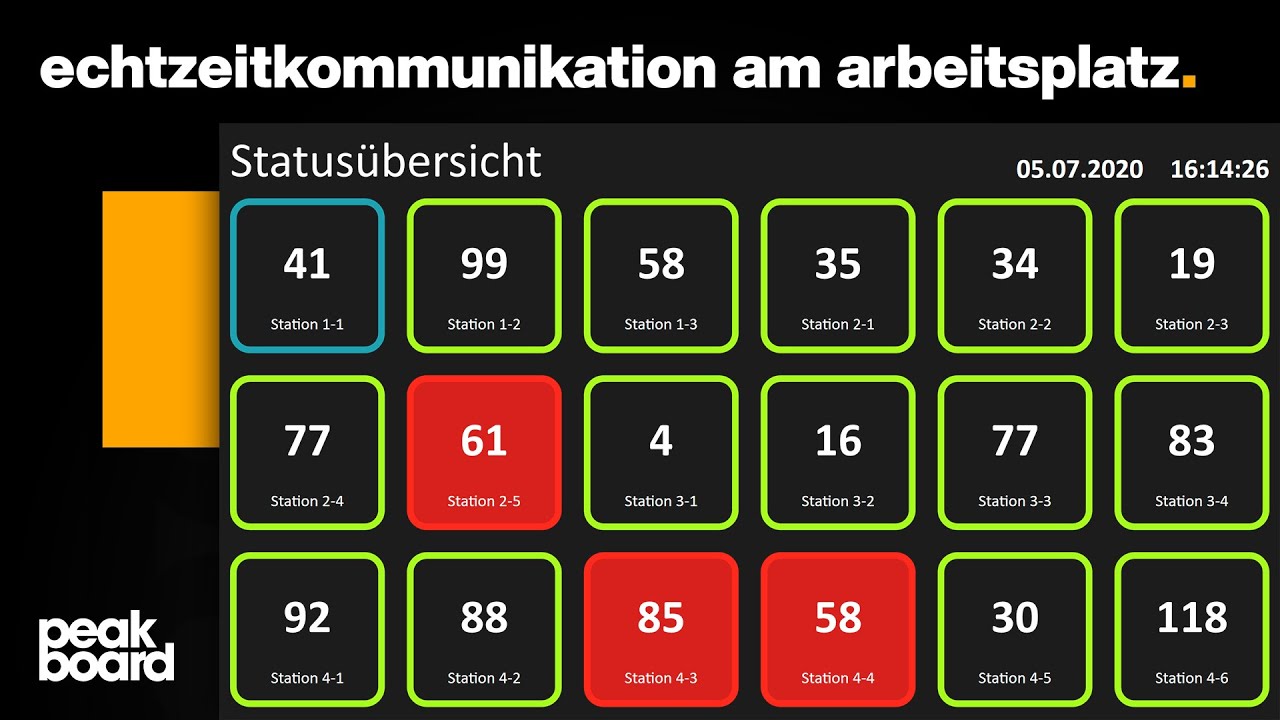 echtzeitkommunikation am arbeitsplatz.
Statusübersicht
05.07.2020 16:14:26
41 99 58 35 34 19
Station 1-1 Station 1-2 Station 1-3 Station 2-1 Station 2-2 Station 2-3
77 61 4 16 77 83
Station 2-4 Station 2-5 Station 3-1 Station 3-2 Station 3-3 Station 3-4
92 88 85 58 30 118
Station 4-1 Station 4-2 Station 4-3 Station 4-4 Station 4-5 Station 4-6
peak
board